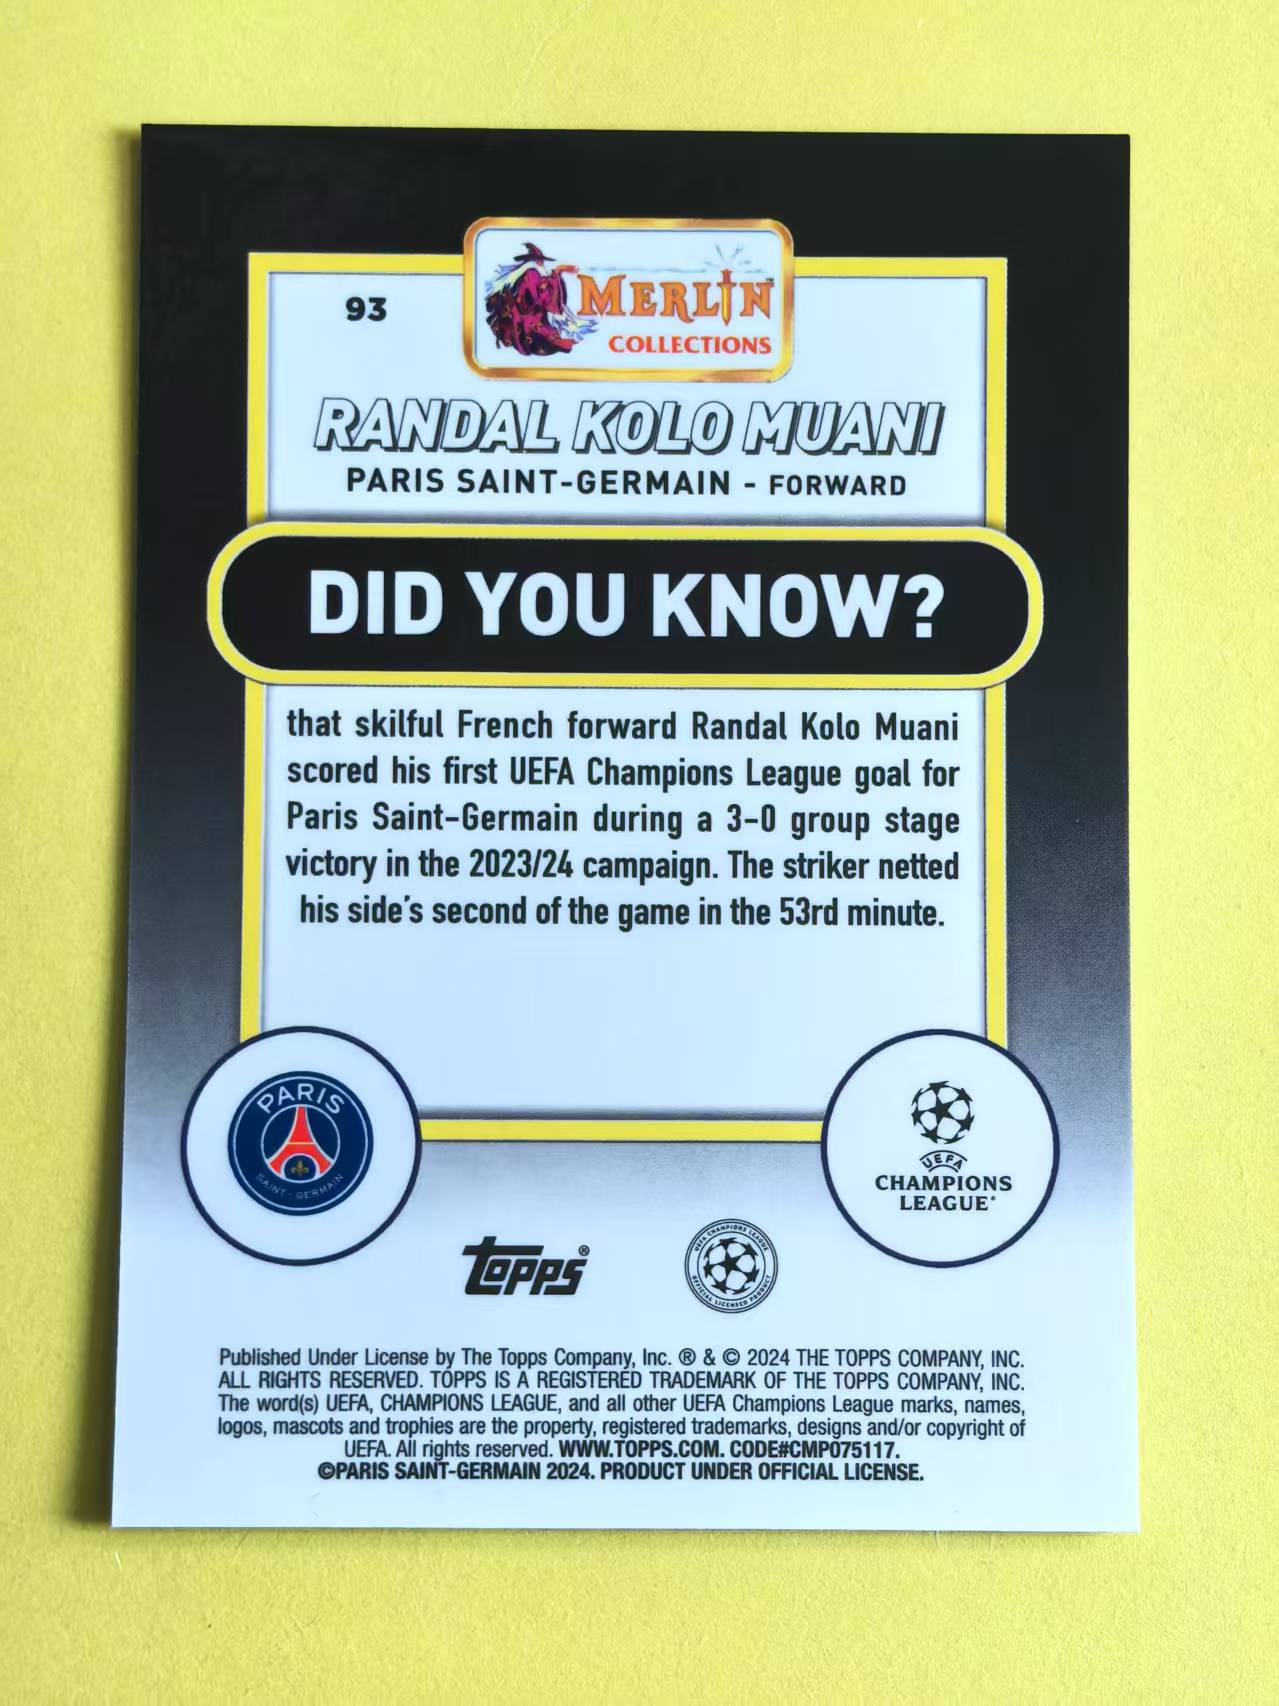 93
MERLIN
COLLECTIONS
RANDAL KOLO MUANI
PARIS SAINT-GERMAIN - FORWARD
DID YOU KNOW?
that skilful French forward Randal Kolo Muani
scored his first UEFA Champions League goal for
Paris Saint-Germain during a 3-0 group stage
victory in the 2023/24 campaign. The striker netted
his side's second of the game in the 53rd minute.
PARIS
SAINT - GERMAIN
UEFA
CHAMPIONS
LEAGUE®
topps®
UEFA CHAMPIONS LEAGUE
OFFICIAL LICENSED PRODUCT
Published Under License by The Topps Company, Inc. ® & © 2024 THE TOPPS COMPANY, INC.
ALL RIGHTS RESERVED. TOPPS IS A REGISTERED TRADEMARK OF THE TOPPS COMPANY, INC.
The word(s) UEFA, CHAMPIONS LEAGUE, and all other UEFA Champions League marks, names,
logos, mascots and trophies are the property, registered trademarks, designs and/or copyright of
UEFA. All rights reserved. WWW.TOPPS.COM. CODE#CMP075117.
©PARIS SAINT-GERMAIN 2024. PRODUCT UNDER OFFICIAL LICENSE.